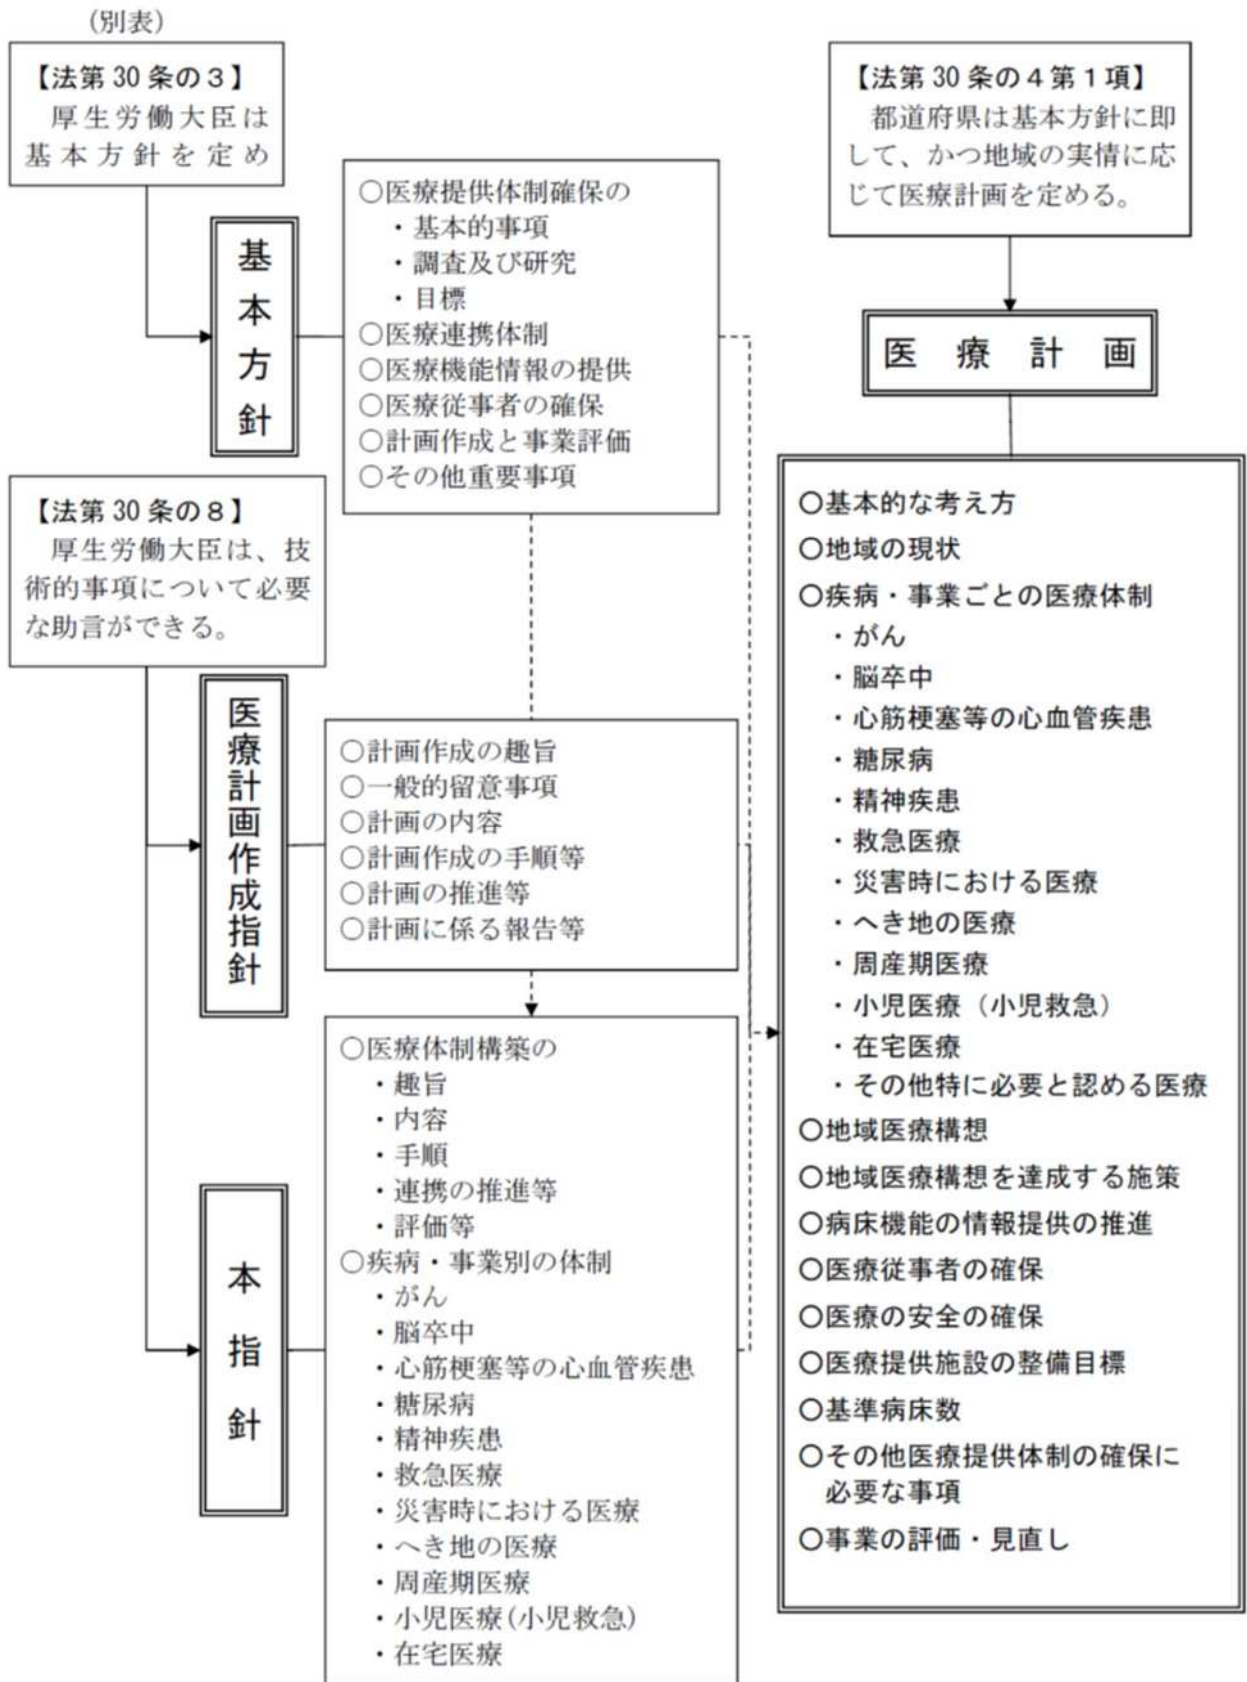 （別表）
【法第30条の３】
厚生労働大臣は
基本方針を定め
基本方針
○医療提供体制確保の
・基本的事項
・調査及び研究
・目標
○医療連携体制
○医療機能情報の提供
○医療従事者の確保
○計画作成と事業評価
○その他重要事項
【法第30条の８】
厚生労働大臣は、技
術的事項について必要
な助言ができる。
医療計画作成指針
○計画作成の趣旨
○一般的留意事項
○計画の内容
○計画作成の手順等
○計画の推進等
○計画に係る報告等
本指針
○医療体制構築の
・趣旨
・内容
・手順
・連携の推進等
・評価等
○疾病・事業別の体制
・がん
・脳卒中
・心筋梗塞等の心血管疾患
・糖尿病
・精神疾患
・救急医療
・災害時における医療
・へき地の医療
・周産期医療
・小児医療(小児救急)
・在宅医療
【法第30条の４第１項】
都道府県は基本方針に即
して、かつ地域の実情に応
じて医療計画を定める。
医療計画
○基本的な考え方
○地域の現状
○疾病・事業ごとの医療体制
・がん
・脳卒中
・心筋梗塞等の心血管疾患
・糖尿病
・精神疾患
・救急医療
・災害時における医療
・へき地の医療
・周産期医療
・小児医療（小児救急）
・在宅医療
・その他特に必要と認める医療
○地域医療構想
○地域医療構想を達成する施策
○病床機能の情報提供の推進
○医療従事者の確保
○医療の安全の確保
○医療提供施設の整備目標
○基準病床数
○その他医療提供体制の確保に
必要な事項
○事業の評価・見直し